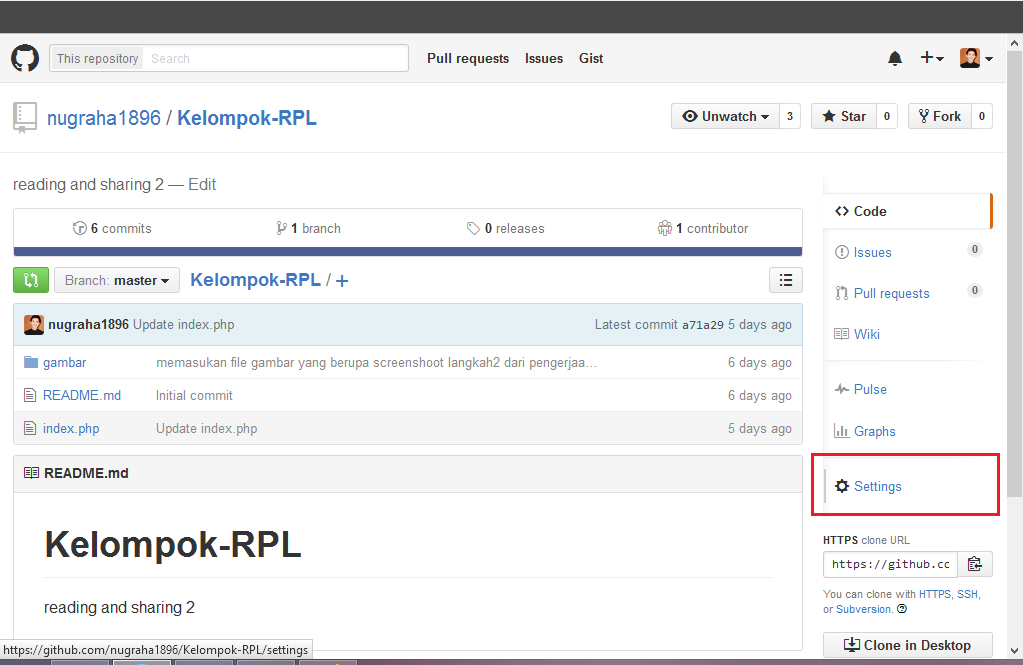 This repository Search Pull requests Issues Gist
nugraha1896 / Kelompok-RPL Unwatch 3 Star 0 Fork 0
reading and sharing 2 — Edit
6 commits 1 branch 0 releases 1 contributor
Branch: master Kelompok-RPL / +
nugraha1896 Update index.php Latest commit a71a29 5 days ago
gambar memasukan file gambar yang berupa screenshoot langkah2 dari pengerjaa… 6 days ago
README.md Initial commit 6 days ago
index.php Update index.php 5 days ago
README.md
Kelompok-RPL
reading and sharing 2
Code
Issues 0
Pull requests 0
Wiki
Pulse
Graphs
Settings
HTTPS clone URL
https://github.cc
You can clone with HTTPS, SSH,
or Subversion.
Clone in Desktop
https://github.com/nugraha1896/Kelompok-RPL/settings